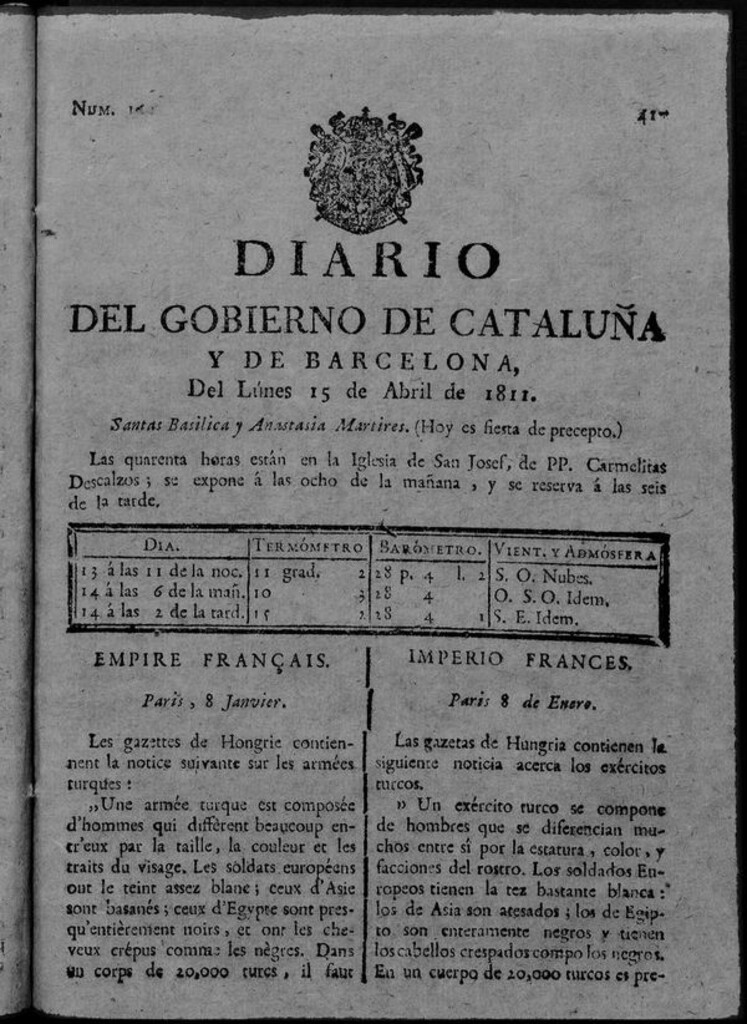 NUM.
DIARIO
DEL GOBIERNO DE CATALUÑA
Y DE BARCELONA,
Del Lúnes 15 de Abril de 1811.
Santas Basilica y Anastasia Martires. (Hoy es fiesta de precepto.)
Las quarenta horas están en la Iglesia de San Josef, de PP. Carmelitas
Descalzos; se expone á las ocho de la mañana, y se reserva á las seis
de la tarde.
DIA. TERMÓMETRO BARÓMETRO. VIENT. Y ADMÓSFERA
13 á las 11 de la noc. 11 grad. 2 28 p. 4 l. 2 S. O. Nubes.
14 á las 6 de la mañ. 10 3 28 4 O. S. O. Idem.
14 á las 2 de la tard. 15 2 28 4 1 S. E. Idem.
EMPIRE FRANÇAIS.
Paris, 8 Janvier.
Les gazettes de Hongrie contien-
nent la notice suivante sur les armées
turques:
„Une armée turque est composée
d'hommes qui diffèrent beaucoup en-
tr'eux par la taille, la couleur et les
traits du visage. Les soldats européens
ont le teint assez blanc; ceux d'Asie
sont basanés; ceux d'Egypte sont pres-
qu'entièrement noirs, et ont les che-
veux crépus comme les nègres. Dans
un corps de 20,000 turcs, il faut
IMPERIO FRANCES.
Paris 8 de Enero.
Las gazetas de Hungria contienen la
siguiente noticia acerca los exércitos
turcos.
» Un exército turco se compone
de hombres que se diferencian mu-
chos entre sí por la estatura, color, y
facciones del rostro. Los soldados Eu-
ropeos tienen la tez bastante blanca:
los de Asia son atesados; los de Egip-
to son enteramente negros y tienen
los cabellos crespados compo los negros.
En un cuerpo de 20,000 turcos es pre-